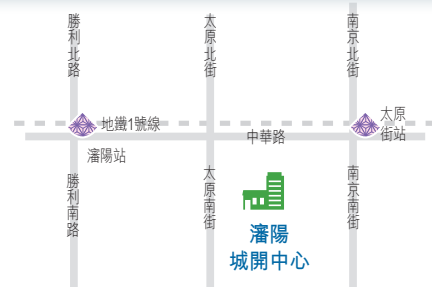 勝利北路
太原北街
南京北街
地鐵1號線
太原
街站
中華路
瀋陽站
勝利南路
太原南街
南京南街
瀋陽
城開中心